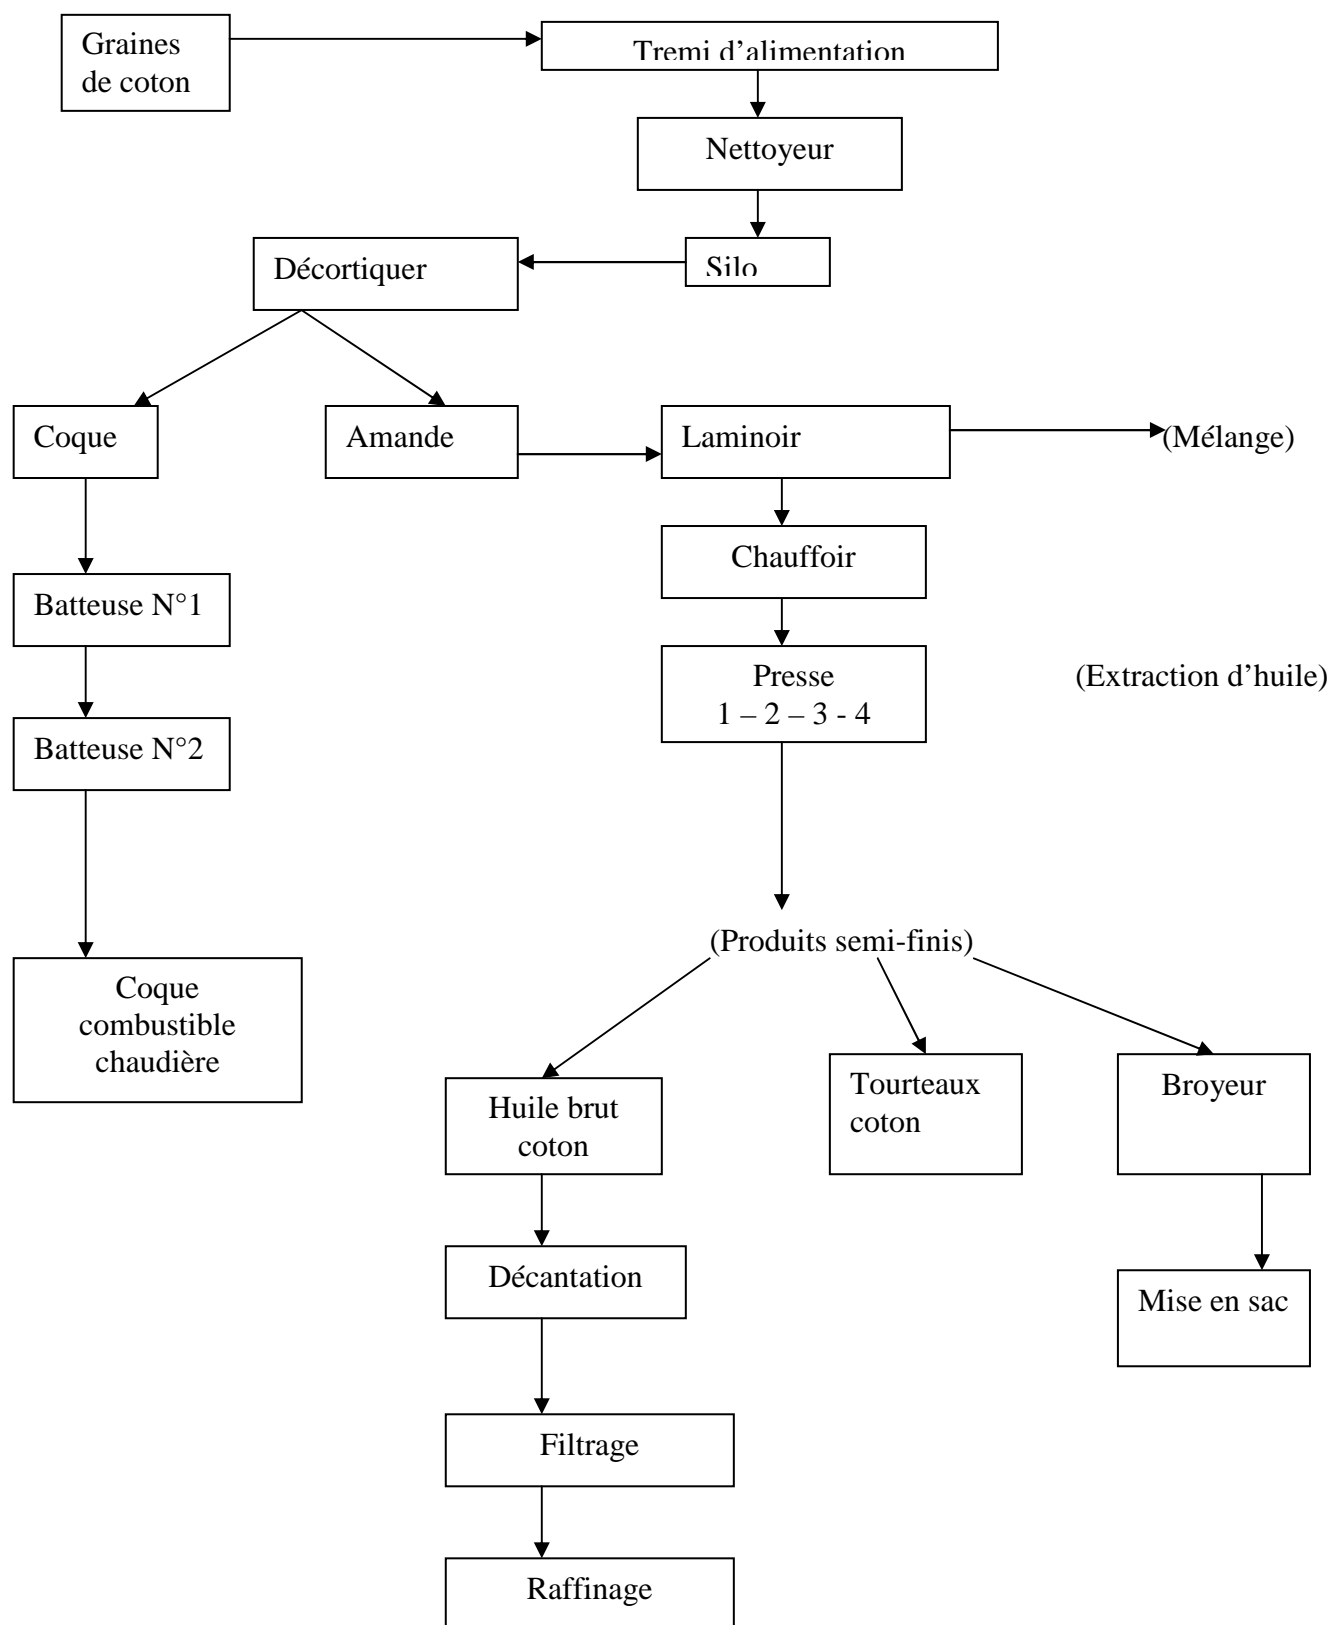 Graines
de coton
Tremi d’alimentation
Nettoyeur
Silo
Décortiquer
Coque
Amande
Laminoir
(Mélange)
Chauffoir
Batteuse N°1
Presse
1 – 2 – 3 - 4
(Extraction d’huile)
Batteuse N°2
(Produits semi-finis)
Coque
combustible
chaudière
Huile brut
coton
Tourteaux
coton
Broyeur
Décantation
Mise en sac
Filtrage
Raffinage